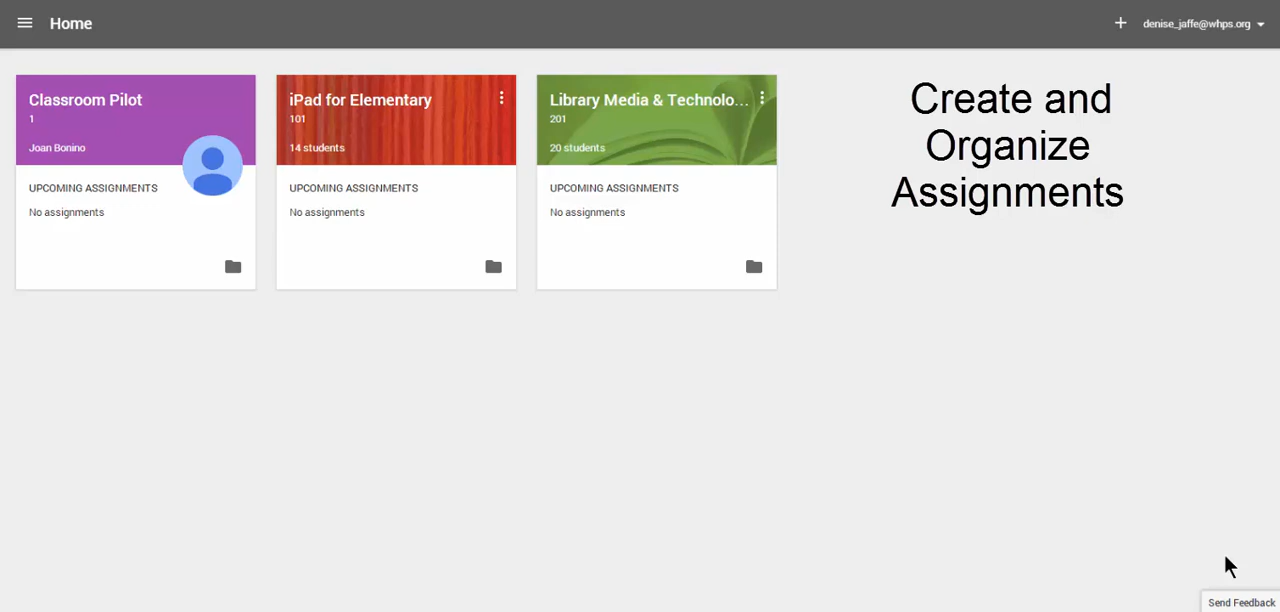 Home
denise_jaffe@whps.org
Classroom Pilot
1
Joan Bonino
UPCOMING ASSIGNMENTS
No assignments
iPad for Elementary
101
14 students
UPCOMING ASSIGNMENTS
No assignments
Library Media & Technolo...
201
20 students
UPCOMING ASSIGNMENTS
No assignments
Create and
Organize
Assignments
Send Feedback